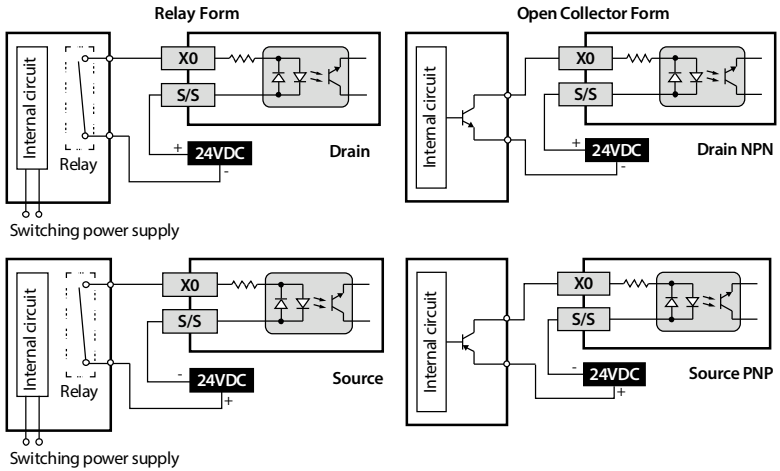 Relay Form
Open Collector Form
Internal circuit
Relay
X0
S/S
+
24VDC
-
Drain
Switching power supply
Internal circuit
X0
S/S
+
24VDC
-
Drain NPN
Internal circuit
Relay
X0
S/S
-
24VDC
+
Source
Switching power supply
Internal circuit
X0
S/S
-
24VDC
+
Source PNP